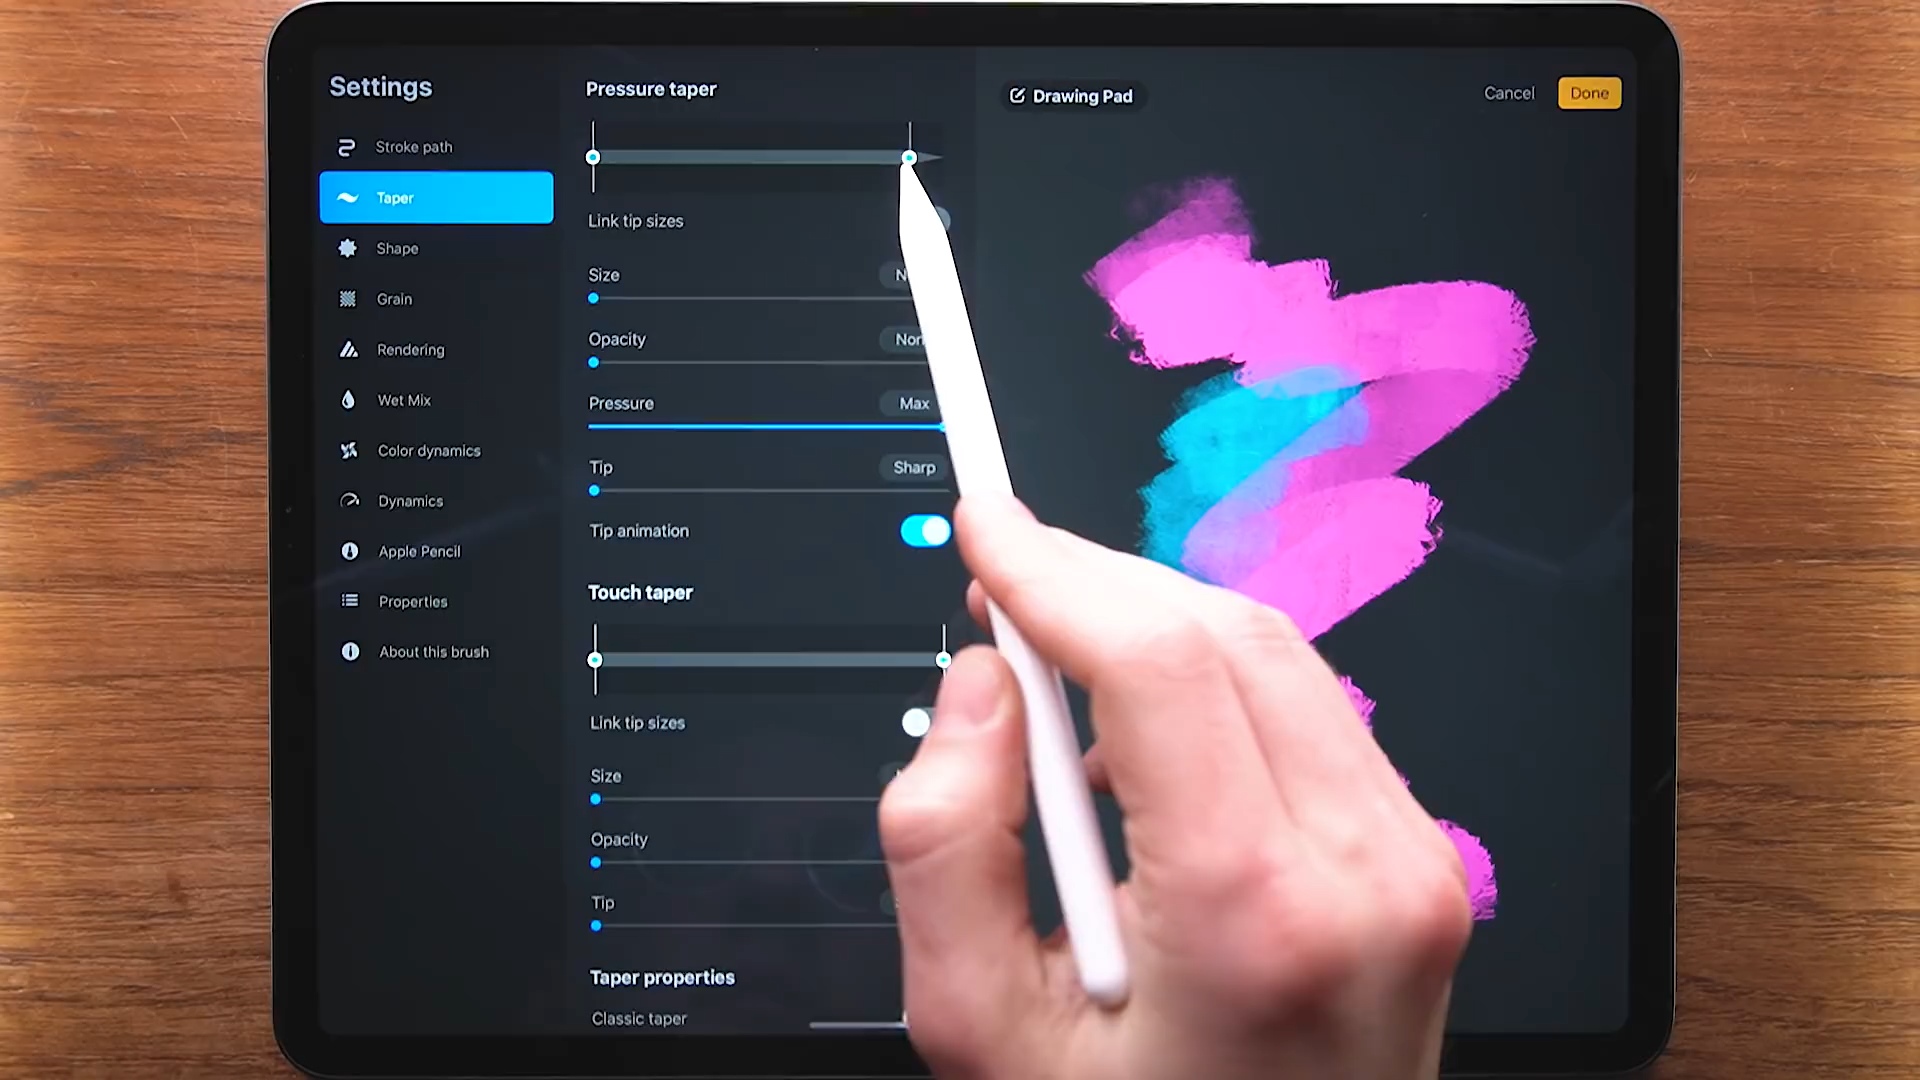 Settings
Stroke path
Taper
Shape
Grain
Rendering
Wet Mix
Color dynamics
Dynamics
Apple Pencil
Properties
About this brush
Pressure taper
Link tip sizes
Size
Opacity
Pressure Max
Tip Sharp
Tip animation
Touch taper
Link tip sizes
Size
Opacity
Tip
Taper properties
Classic taper
Drawing Pad
Cancel
Done